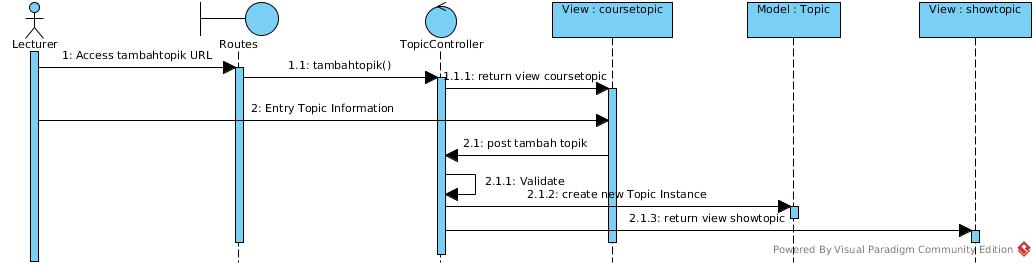 View : coursetopic
Model : Topic
View : showtopic
Lecturer
Routes
TopicController
1: Access tambahtopik URL
1.1: tambahtopik()
1.1.1: return view coursetopic
2: Entry Topic Information
2.1: post tambah topik
2.1.1: Validate
2.1.2: create new Topic Instance
2.1.3: return view showtopic
Powered By Visual Paradigm Community Edition